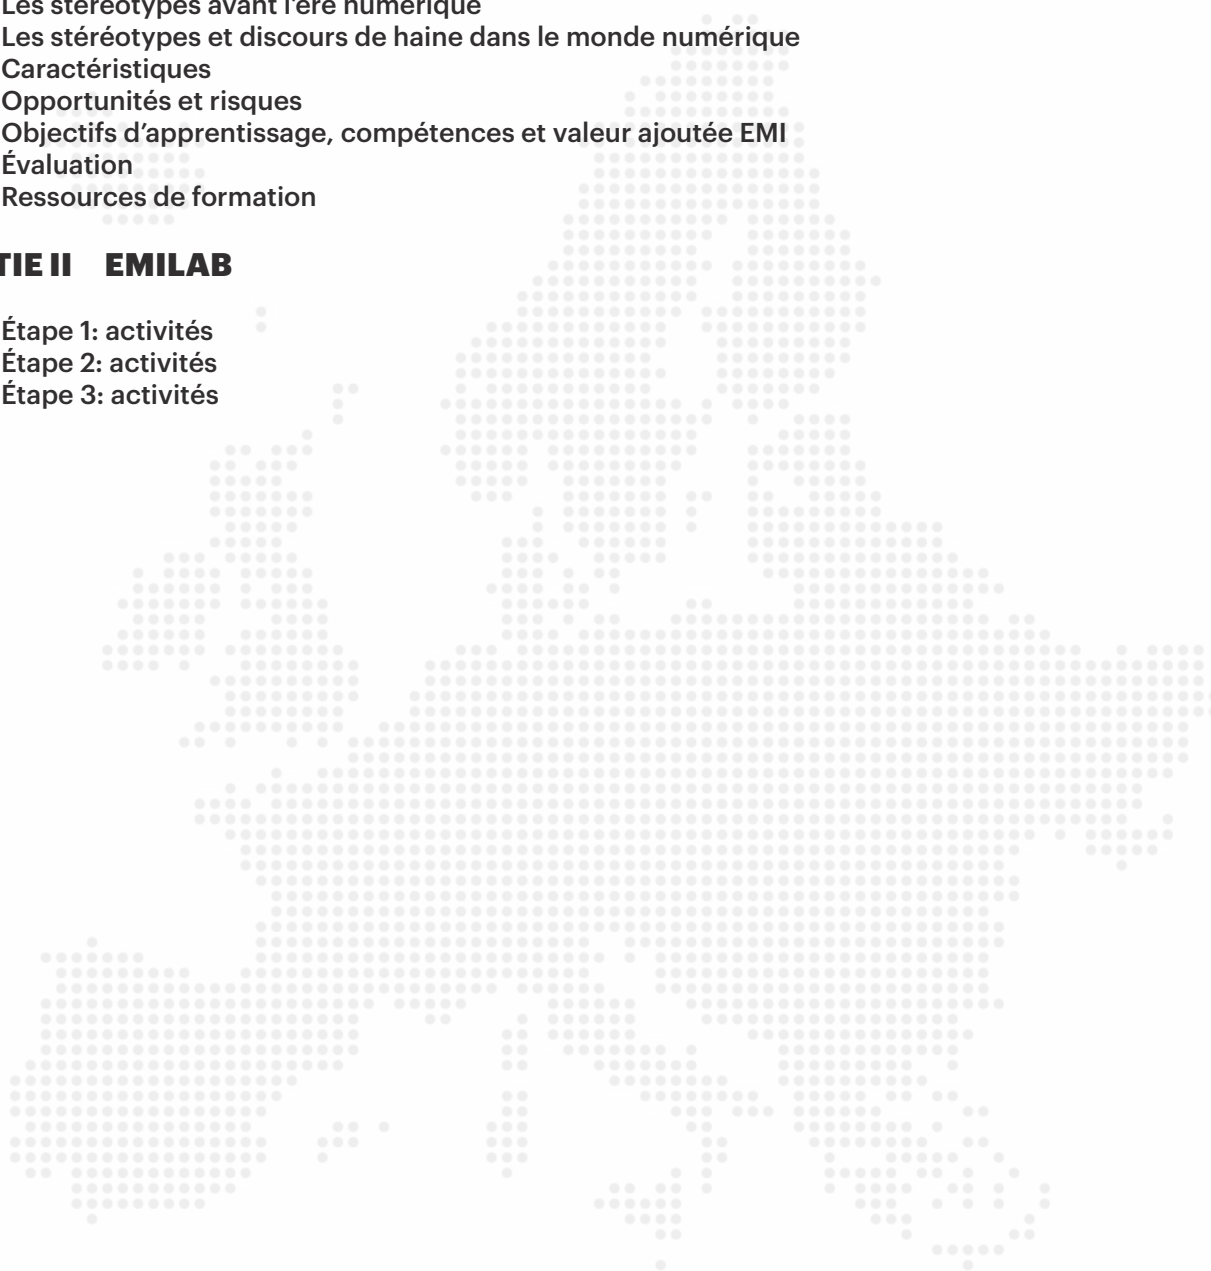 Les stéréotypes avant l'ère numérique
Les stéréotypes et discours de haine dans le monde numérique
Caractéristiques
Opportunités et risques
Objectifs d'apprentissage, compétences et valeur ajoutée EMI
Évaluation
Ressources de formation
TIE II EMILAB
Étape 1: activités
Étape 2: activités
Étape 3: activités